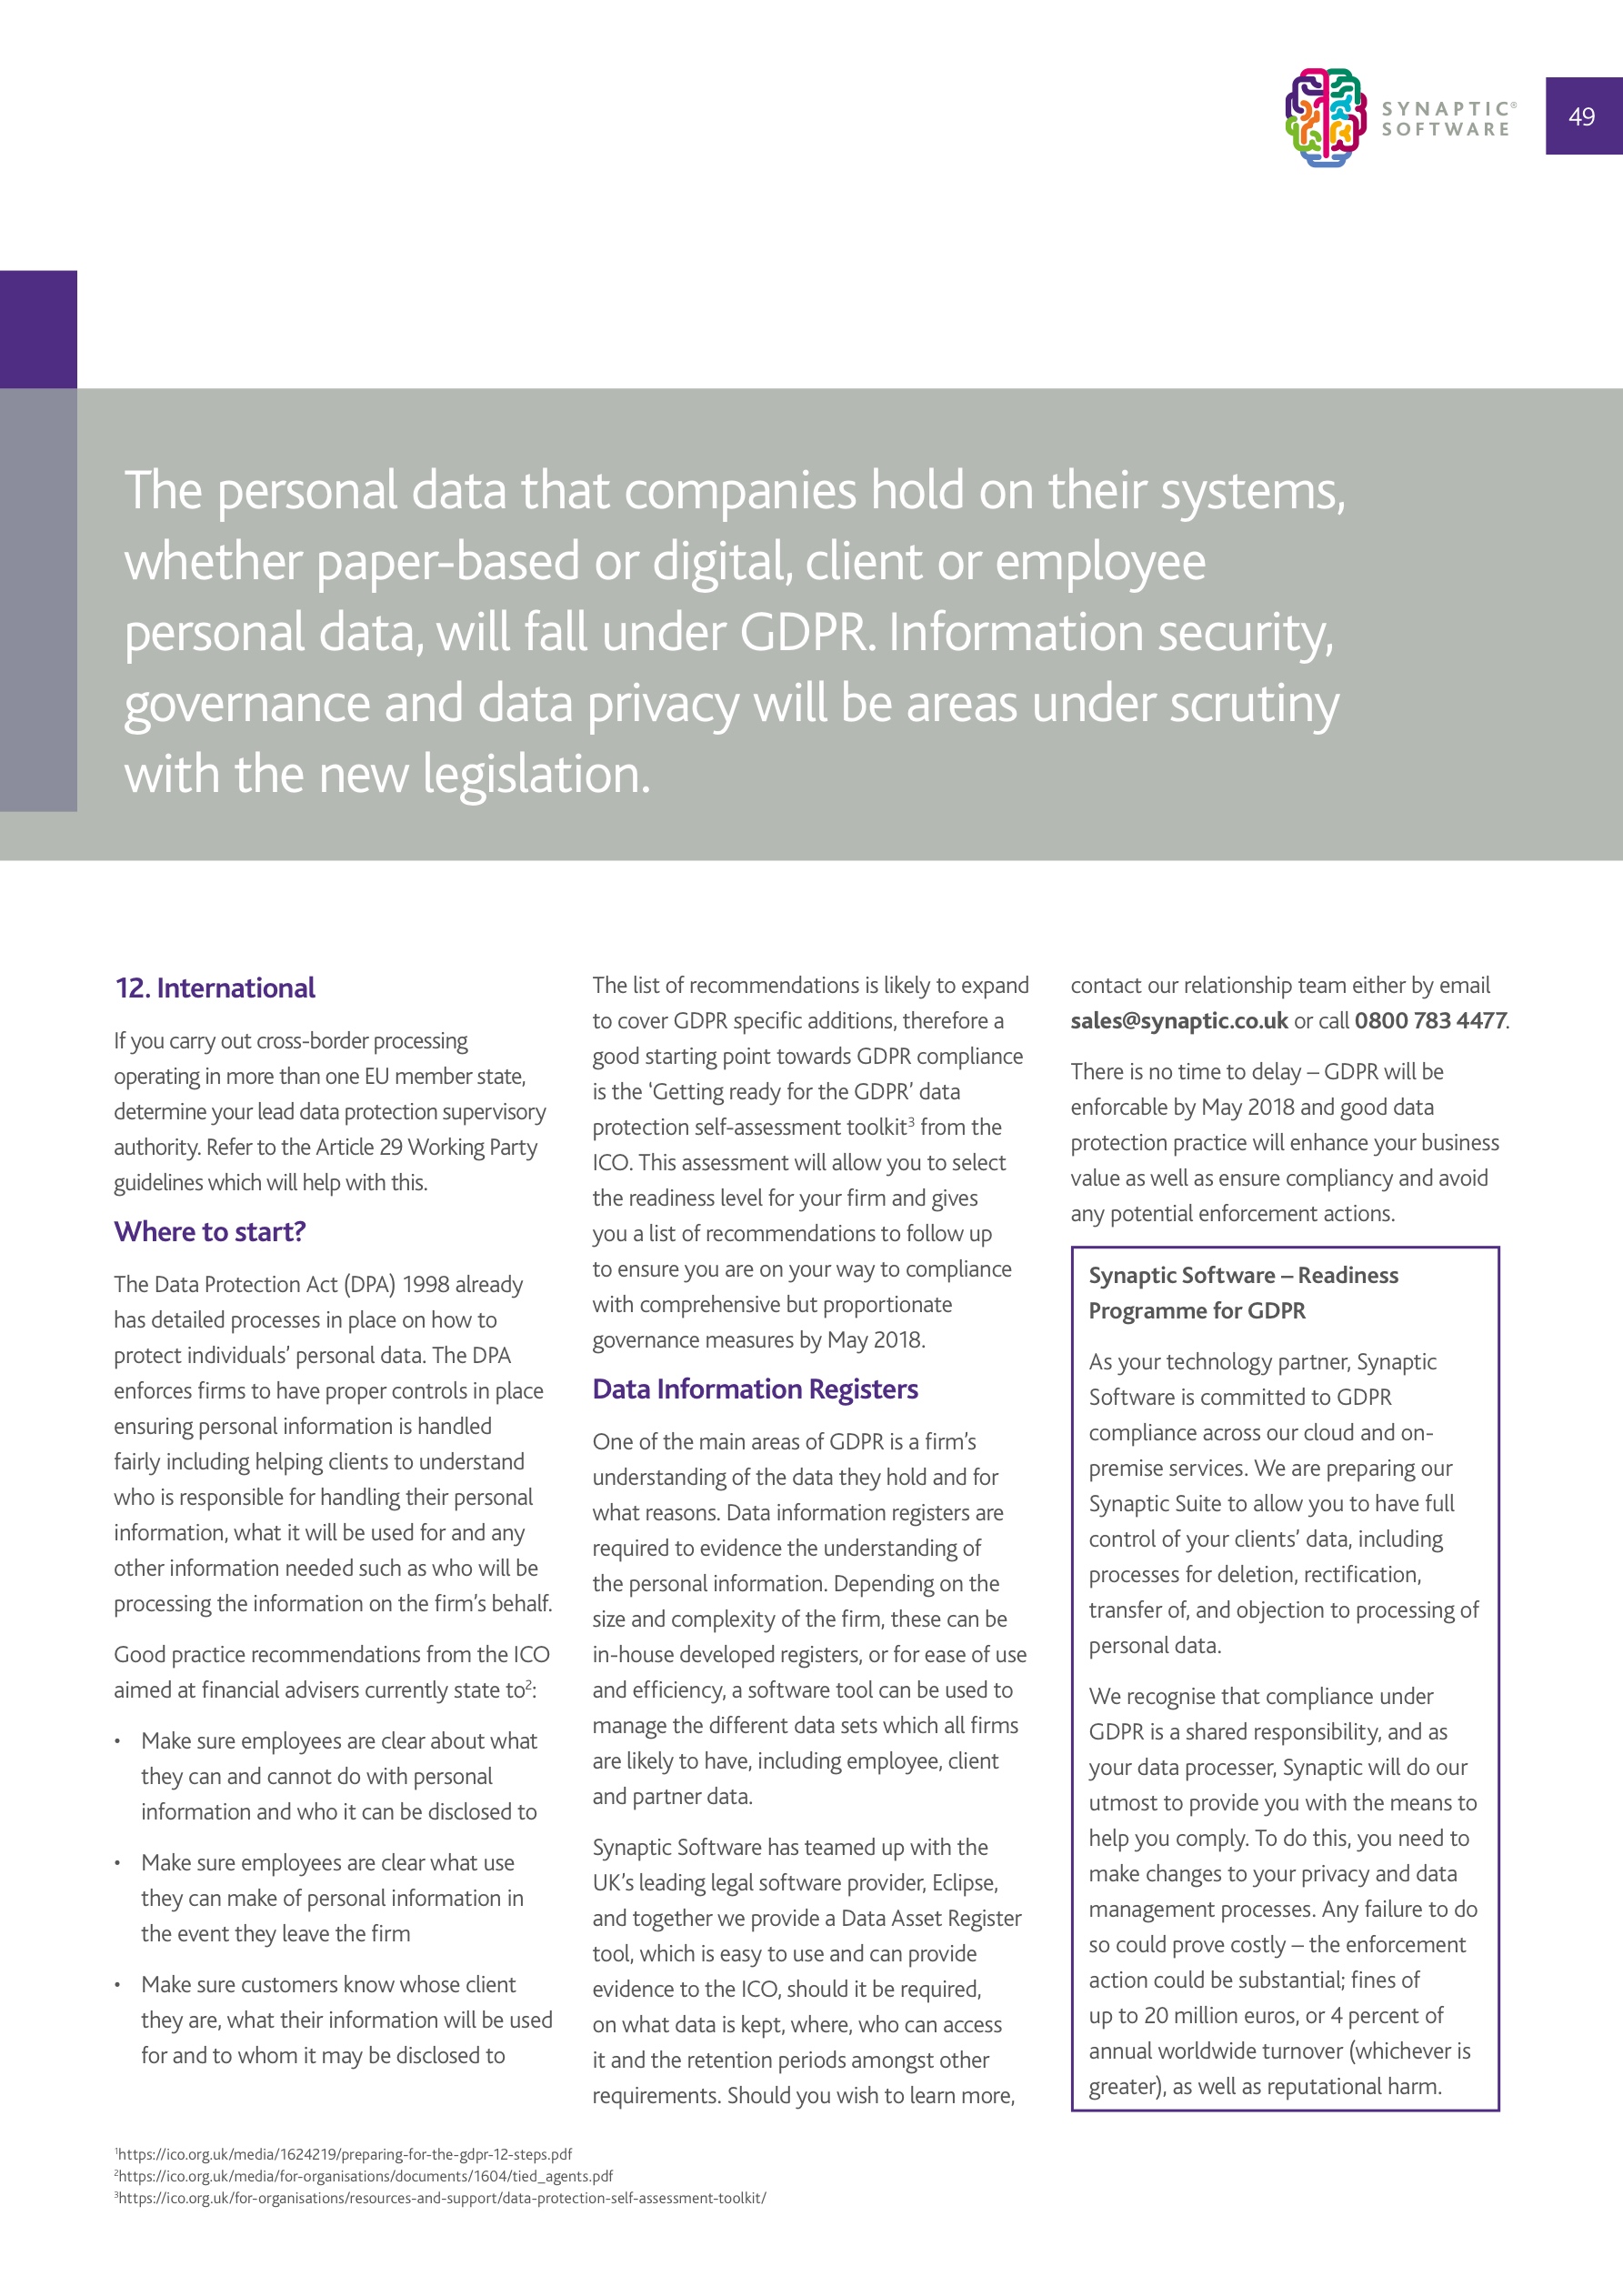 SYNAPTIC®
SOFTWARE
49
The personal data that companies hold on their systems,
whether paper-based or digital, client or employee
personal data, will fall under GDPR. Information security,
governance and data privacy will be areas under scrutiny
with the new legislation.
12. International
If you carry out cross-border processing
operating in more than one EU member state,
determine your lead data protection supervisory
authority. Refer to the Article 29 Working Party
guidelines which will help with this.
Where to start?
The Data Protection Act (DPA) 1998 already
has detailed processes in place on how to
protect individuals’ personal data. The DPA
enforces firms to have proper controls in place
ensuring personal information is handled
fairly including helping clients to understand
who is responsible for handling their personal
information, what it will be used for and any
other information needed such as who will be
processing the information on the firm’s behalf.
Good practice recommendations from the ICO
aimed at financial advisers currently state to²:
• Make sure employees are clear about what
they can and cannot do with personal
information and who it can be disclosed to
• Make sure employees are clear what use
they can make of personal information in
the event they leave the firm
• Make sure customers know whose client
they are, what their information will be used
for and to whom it may be disclosed to
The list of recommendations is likely to expand
to cover GDPR specific additions, therefore a
good starting point towards GDPR compliance
is the ‘Getting ready for the GDPR’ data
protection self-assessment toolkit³ from the
ICO. This assessment will allow you to select
the readiness level for your firm and gives
you a list of recommendations to follow up
to ensure you are on your way to compliance
with comprehensive but proportionate
governance measures by May 2018.
Data Information Registers
One of the main areas of GDPR is a firm’s
understanding of the data they hold and for
what reasons. Data information registers are
required to evidence the understanding of
the personal information. Depending on the
size and complexity of the firm, these can be
in-house developed registers, or for ease of use
and efficiency, a software tool can be used to
manage the different data sets which all firms
are likely to have, including employee, client
and partner data.
Synaptic Software has teamed up with the
UK’s leading legal software provider, Eclipse,
and together we provide a Data Asset Register
tool, which is easy to use and can provide
evidence to the ICO, should it be required,
on what data is kept, where, who can access
it and the retention periods amongst other
requirements. Should you wish to learn more,
contact our relationship team either by email
sales@synaptic.co.uk or call 0800 783 4477.
There is no time to delay – GDPR will be
enforcable by May 2018 and good data
protection practice will enhance your business
value as well as ensure compliancy and avoid
any potential enforcement actions.
Synaptic Software – Readiness
Programme for GDPR
As your technology partner, Synaptic
Software is committed to GDPR
compliance across our cloud and on-
premise services. We are preparing our
Synaptic Suite to allow you to have full
control of your clients’ data, including
processes for deletion, rectification,
transfer of, and objection to processing of
personal data.
We recognise that compliance under
GDPR is a shared responsibility, and as
your data processer, Synaptic will do our
utmost to provide you with the means to
help you comply. To do this, you need to
make changes to your privacy and data
management processes. Any failure to do
so could prove costly – the enforcement
action could be substantial; fines of
up to 20 million euros, or 4 percent of
annual worldwide turnover (whichever is
greater), as well as reputational harm.
¹https://ico.org.uk/media/1624219/preparing-for-the-gdpr-12-steps.pdf
²https://ico.org.uk/media/for-organisations/documents/1604/tied_agents.pdf
³https://ico.org.uk/for-organisations/resources-and-support/data-protection-self-assessment-toolkit/